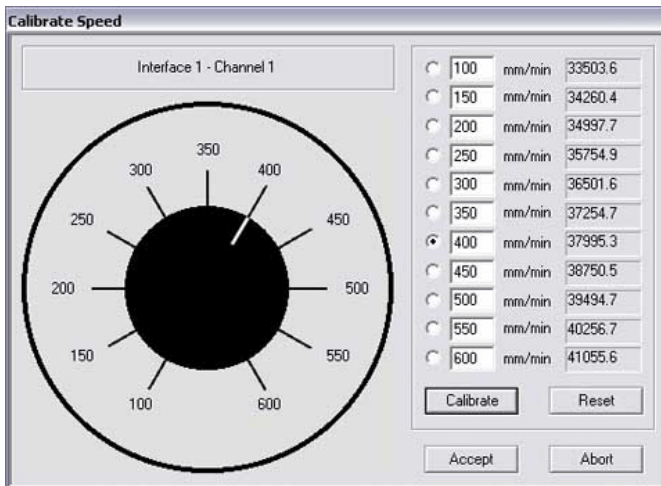 Calibrate Speed
Interface 1 - Channel 1
350
300
400
250
450
200
500
150
550
100
600
100 mm/min 33503.6
150 mm/min 34260.4
200 mm/min 34997.7
250 mm/min 35754.9
300 mm/min 36501.6
350 mm/min 37254.7
400 mm/min 37995.3
450 mm/min 38750.5
500 mm/min 39494.7
550 mm/min 40256.7
600 mm/min 41055.6
Calibrate Reset
Accept Abort